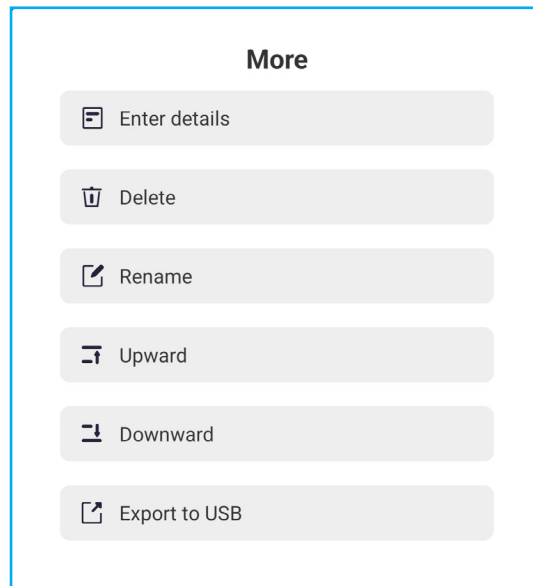 More
Enter details
Delete
Rename
Upward
Downward
Export to USB